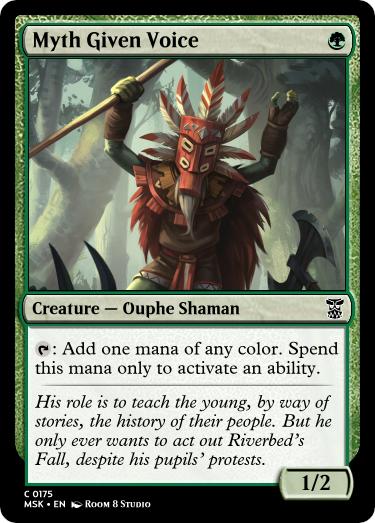 Myth Given Voice
Creature — Ouphe Shaman
: Add one mana of any color. Spend
this mana only to activate an ability.
His role is to teach the young, by way of
stories, the history of their people. But he
only ever wants to act out Riverbed's
Fall, despite his pupils' protests.
1/2
C 0175
MSK • EN Room 8 Studio